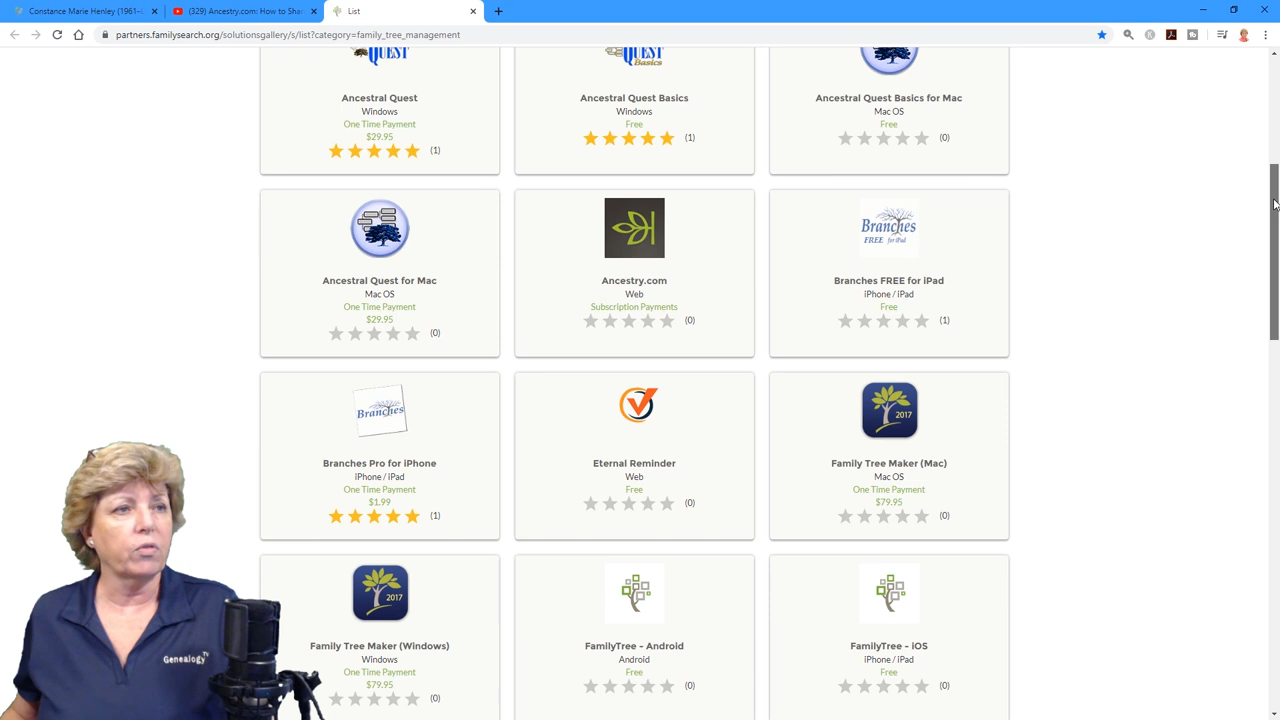 Constance Marie Henley (1961–
(329) Ancestry.com: How to Shar
List
partners.familysearch.org/solutionsgallery/s/list?category=family_tree_management
QUEST
QUEST
Basics
Ancestral Quest
Windows
One Time Payment
$29.95
(1)
Ancestral Quest Basics
Windows
Free
(1)
Ancestral Quest Basics for Mac
Mac OS
Free
(0)
Ancestral Quest for Mac
Mac OS
One Time Payment
$29.95
(0)
Ancestry.com
Web
Subscription Payments
(0)
Branches
FREE for iPad
Branches FREE for iPad
iPhone / iPad
Free
(1)
Branches
Branches Pro for iPhone
iPhone / iPad
One Time Payment
$1.99
(1)
Eternal Reminder
Web
Free
(0)
2017
Family Tree Maker (Mac)
Mac OS
One Time Payment
$79.95
(0)
2017
Family Tree Maker (Windows)
Windows
One Time Payment
$79.95
(0)
FamilyTree - Android
Android
Free
(0)
FamilyTree - iOS
iPhone / iPad
Free
(0)
Genealogy TV